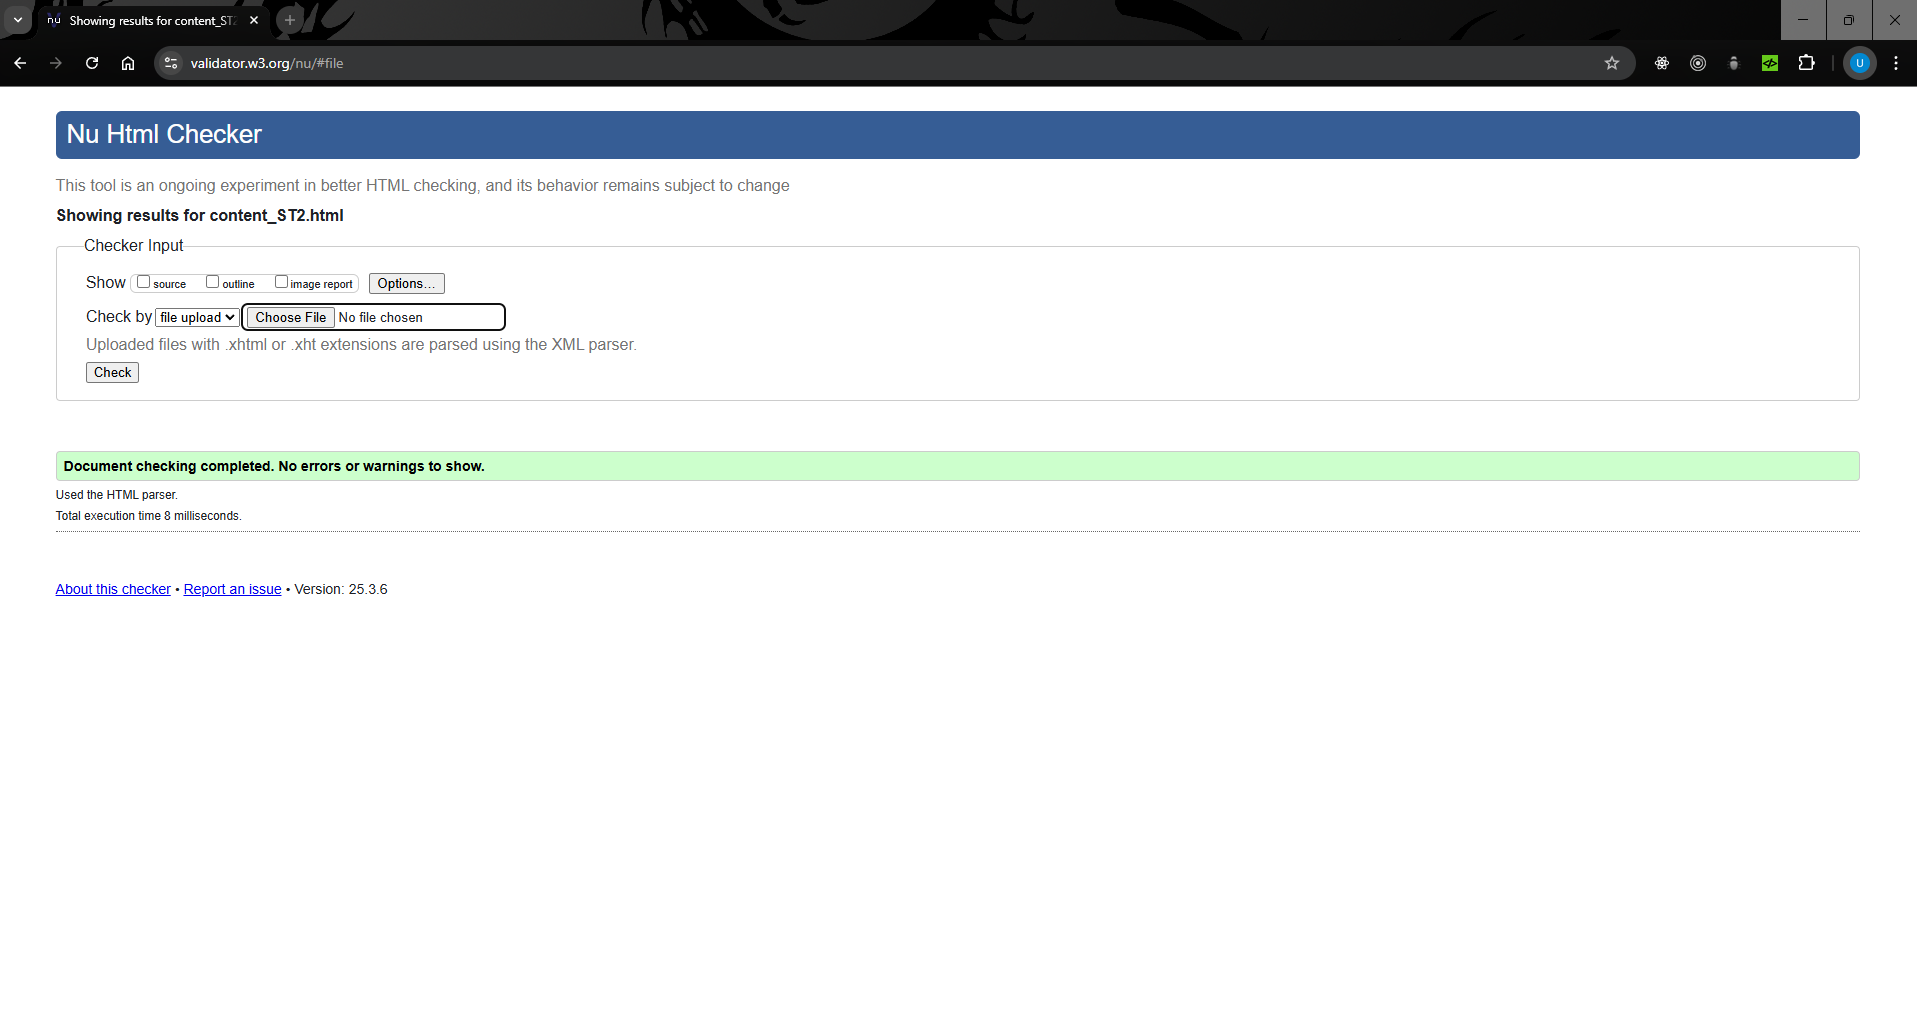 nu Showing results for content_ST2
validator.w3.org/nu/#file
U
Nu Html Checker
This tool is an ongoing experiment in better HTML checking, and its behavior remains subject to change
Showing results for content_ST2.html
Checker Input
Show source outline image report Options...
Check by file upload Choose File No file chosen
Uploaded files with .xhtml or .xht extensions are parsed using the XML parser.
Check
Document checking completed. No errors or warnings to show.
Used the HTML parser.
Total execution time 8 milliseconds.
About this checker • Report an issue • Version: 25.3.6